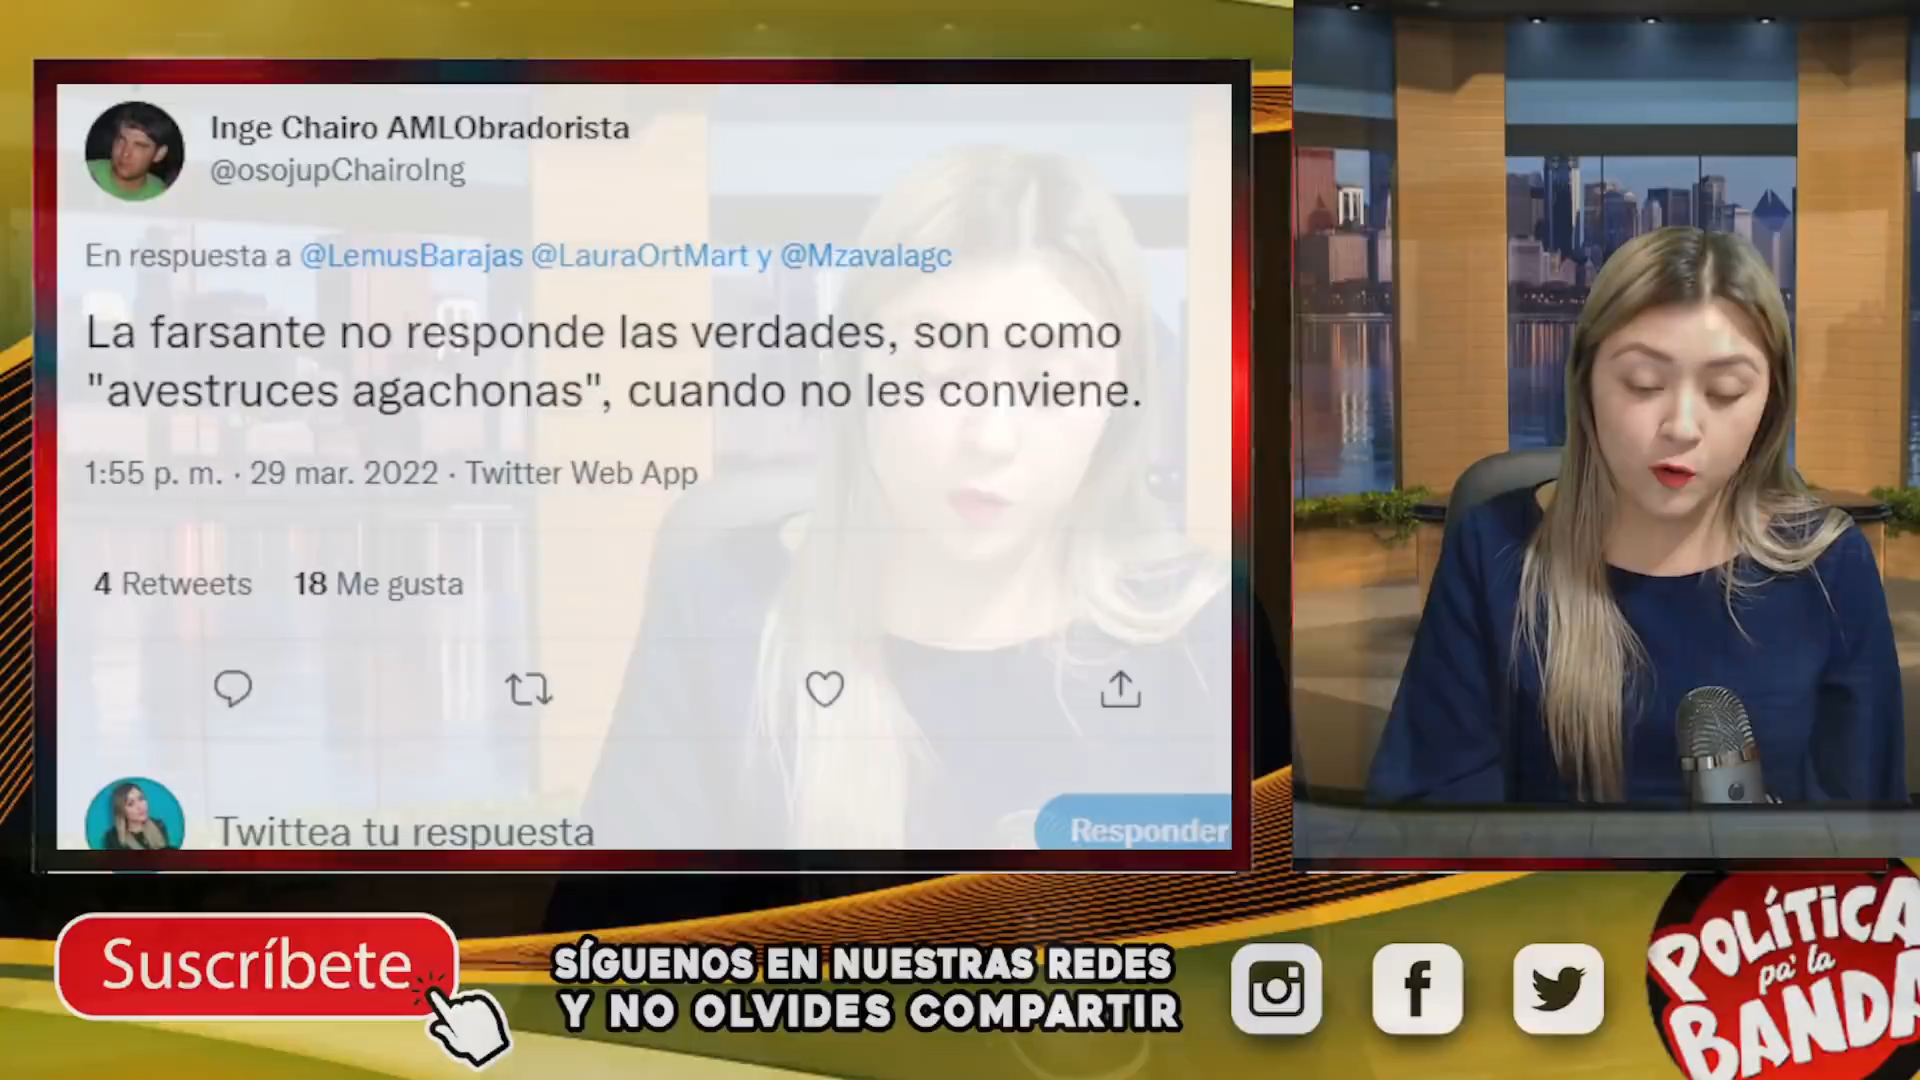 Inge Chairo AMLObradorista
@osojupChairoIng
En respuesta a @LemusBarajas @LauraOrtMart y @Mzavalagc
La farsante no responde las verdades, son como
"avestruces agachonas", cuando no les conviene.
1:55 p. m. · 29 mar. 2022 · Twitter Web App
4 Retweets 18 Me gusta
Twittea tu respuesta
Responder
Suscríbete
SÍGUENOS EN NUESTRAS REDES
Y NO OLVIDES COMPARTIR
POLÍTICA
pa' la
BANDA